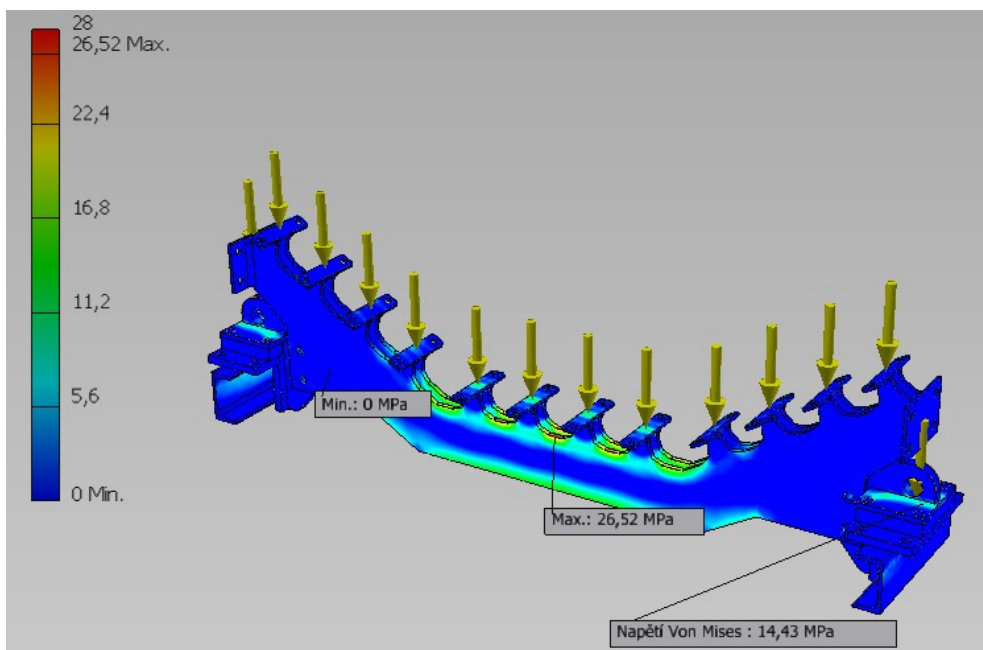 28
26,52 Max.
22,4
16,8
11,2
5,6
0 Min.
Min.: 0 MPa
Max.: 26,52 MPa
Napětí Von Mises : 14,43 MPa